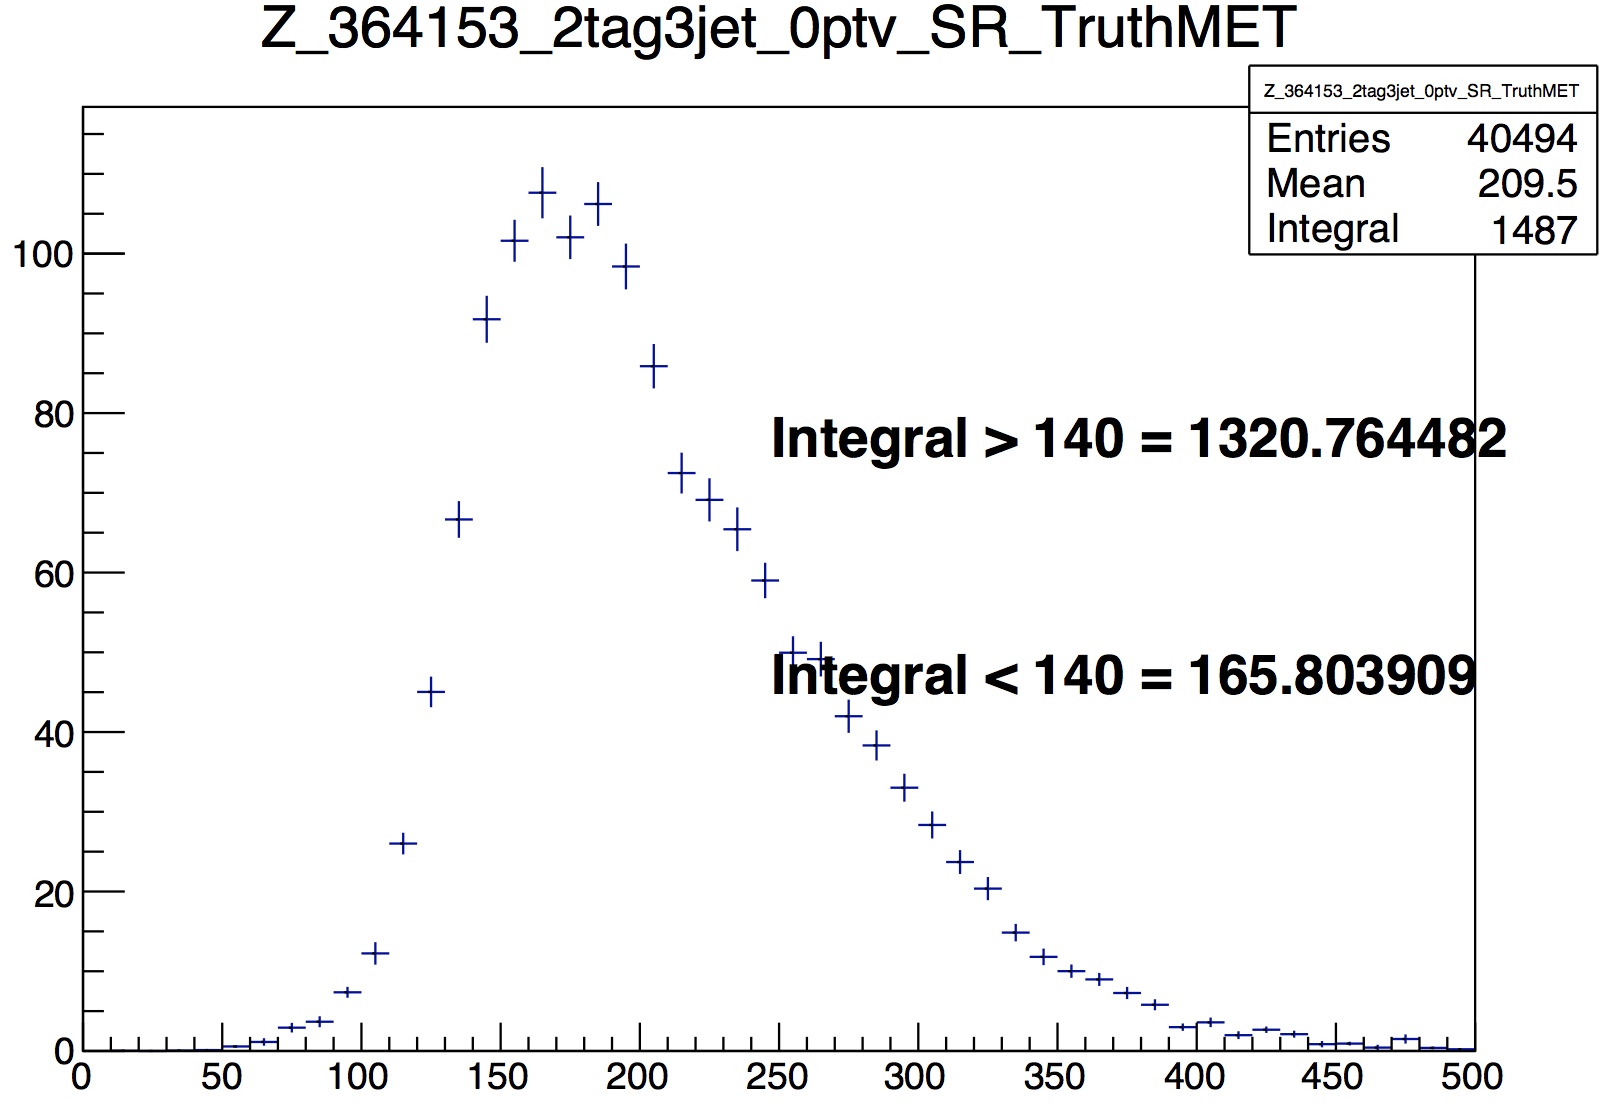 Z_364153_2tag3jet_0ptv_SR_TruthMET
Z_364153_2tag3jet_0ptv_SR_TruthMET
Entries 40494
Mean 209.5
Integral 1487
100
80
Integral > 140 = 1320.764482
60
Integral < 140 = 165.803909
40
20
0
0 50 100 150 200 250 300 350 400 450 500